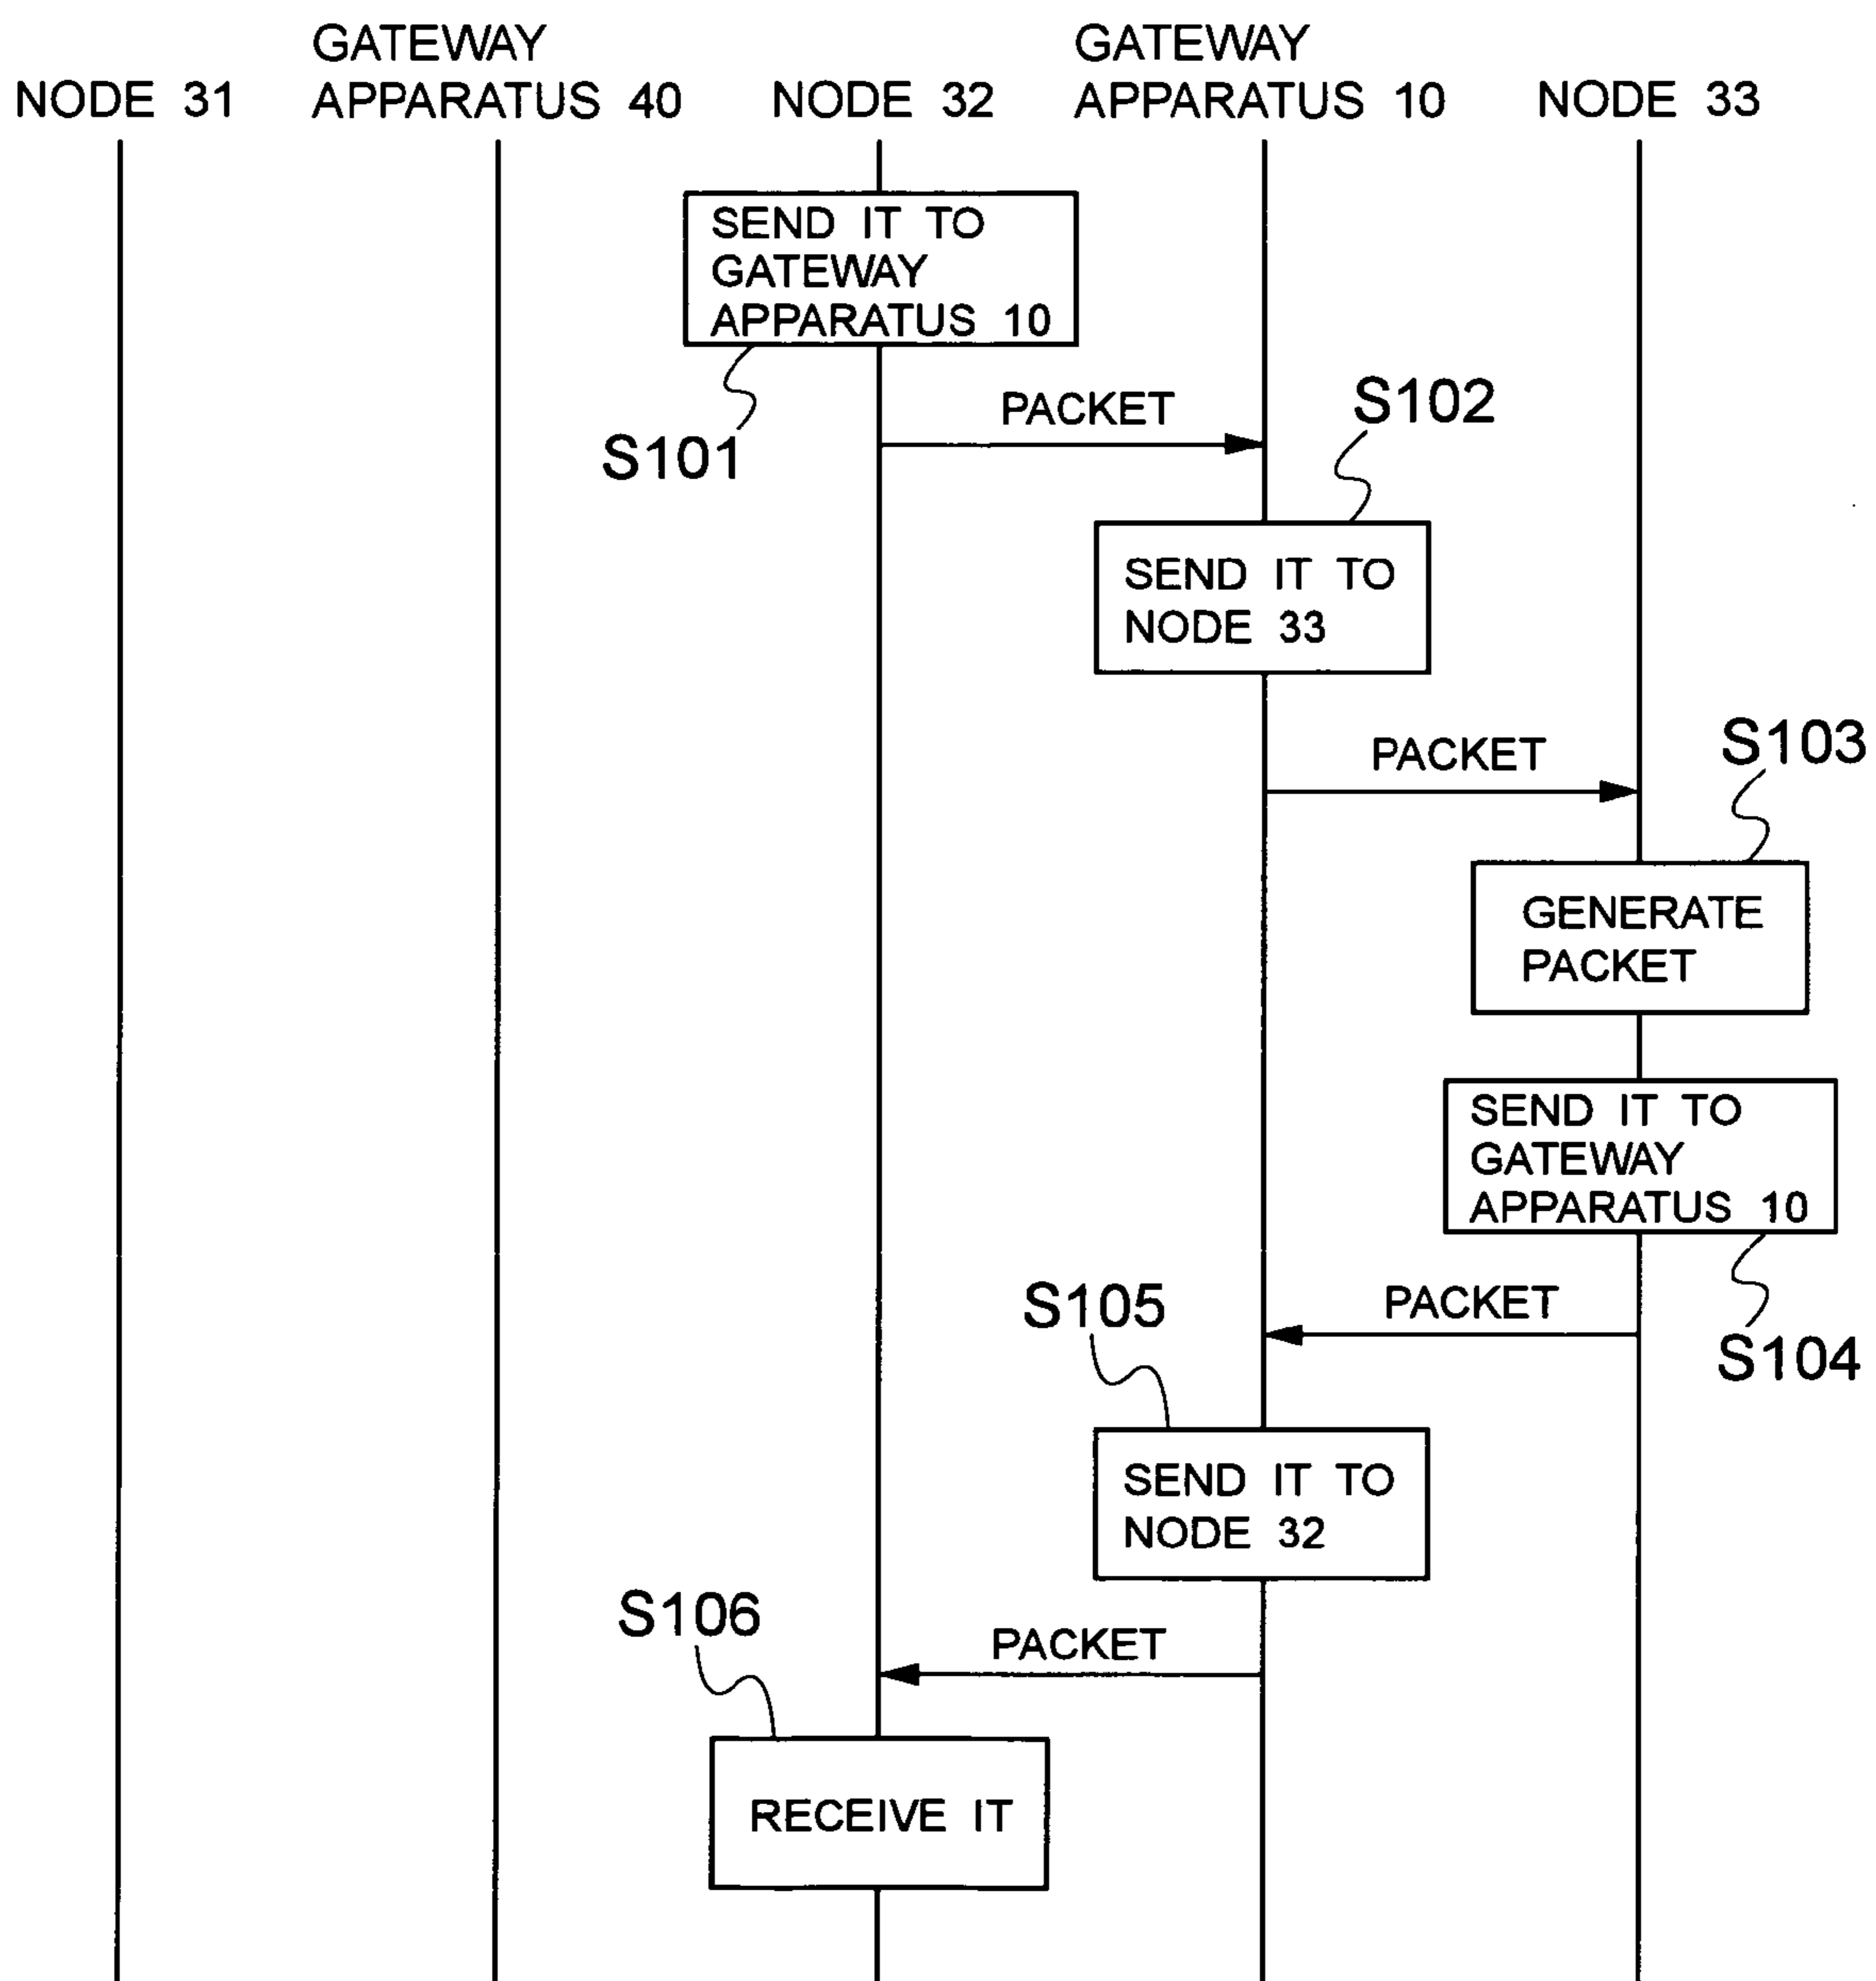 GATEWAY
GATEWAY
NODE 31
APPARATUS 40
NODE 32
APPARATUS 10
NODE 33
SEND IT TO
GATEWAY
APPARATUS 10
S101
PACKET
S102
SEND IT TO
NODE 33
PACKET
S103
GENERATE
PACKET
SEND IT TO
GATEWAY
APPARATUS 10
S104
PACKET
S105
SEND IT TO
NODE 32
S106
PACKET
RECEIVE IT